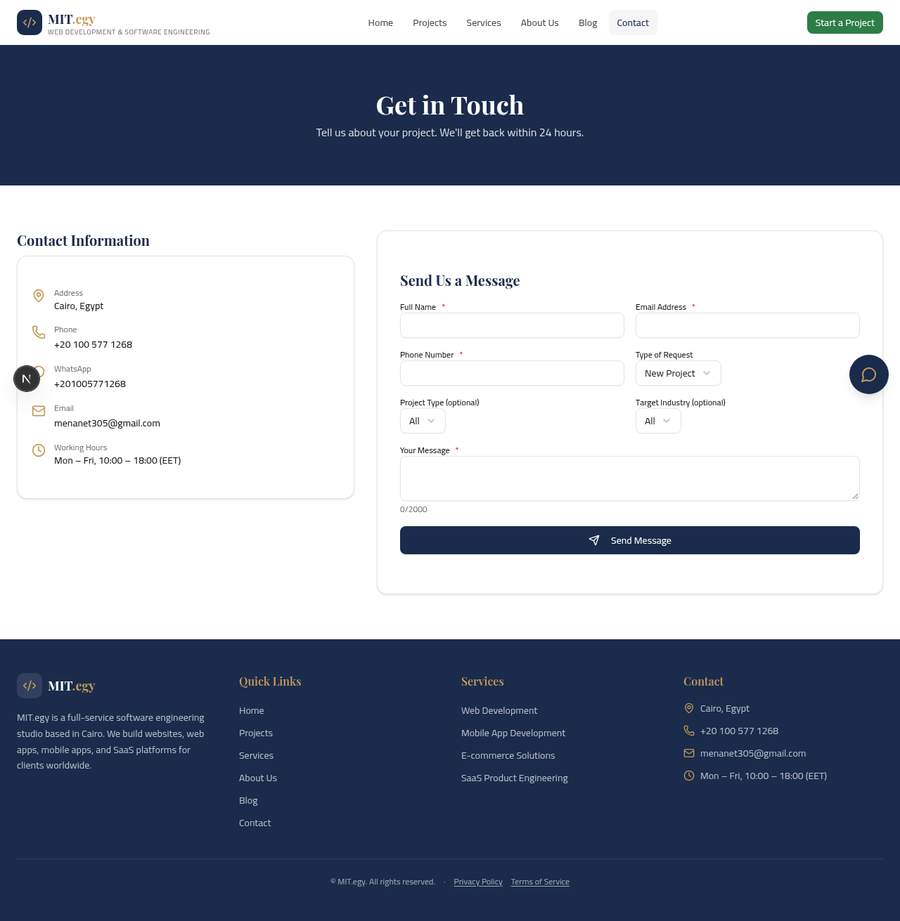 MIT.egy
WEB DEVELOPMENT & SOFTWARE ENGINEERING
Home
Projects
Services
About Us
Blog
Contact
Start a Project
Get in Touch
Tell us about your project. We'll get back within 24 hours.
Contact Information
Address
Cairo, Egypt
Phone
+20 100 577 1268
WhatsApp
+201005771268
Email
menanet305@gmail.com
Working Hours
Mon – Fri, 10:00 – 18:00 (EET)
N
Send Us a Message
Full Name *
Email Address *
Phone Number *
Type of Request
New Project
Project Type (optional)
All
Target Industry (optional)
All
Your Message *
0/2000
Send Message
MIT.egy
MIT.egy is a full-service software engineering
studio based in Cairo. We build websites, web
apps, mobile apps, and SaaS platforms for
clients worldwide.
Quick Links
Home
Projects
Services
About Us
Blog
Contact
Services
Web Development
Mobile App Development
E-commerce Solutions
SaaS Product Engineering
Contact
Cairo, Egypt
+20 100 577 1268
menanet305@gmail.com
Mon – Fri, 10:00 – 18:00 (EET)
© MIT.egy. All rights reserved. · Privacy Policy Terms of Service